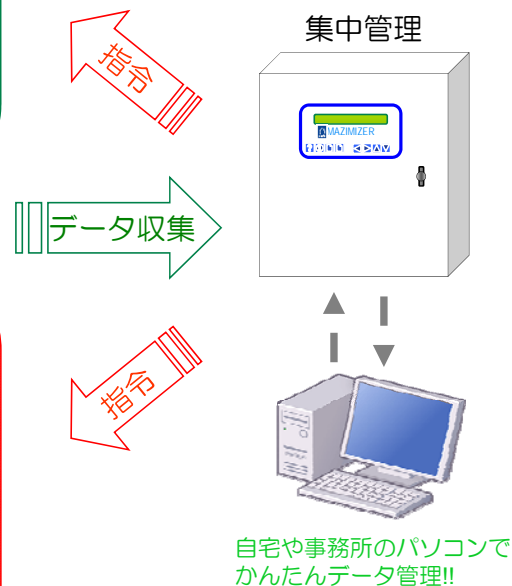 集中管理
指令
MAZIMIZER
データ収集
指令
自宅や事務所のパソコンで
かんたんデータ管理!!